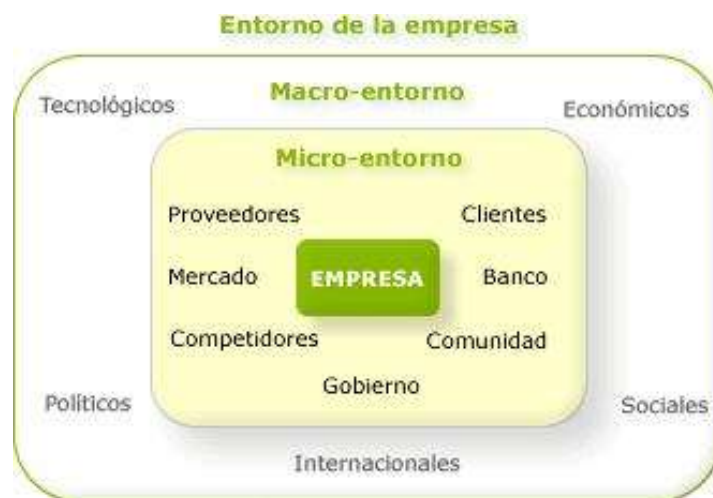 Entorno de la empresa
Macro-entorno
Tecnológicos
Económicos
Micro-entorno
Proveedores
Clientes
Mercado
EMPRESA
Banco
Competidores
Comunidad
Gobierno
Políticos
Sociales
Internacionales